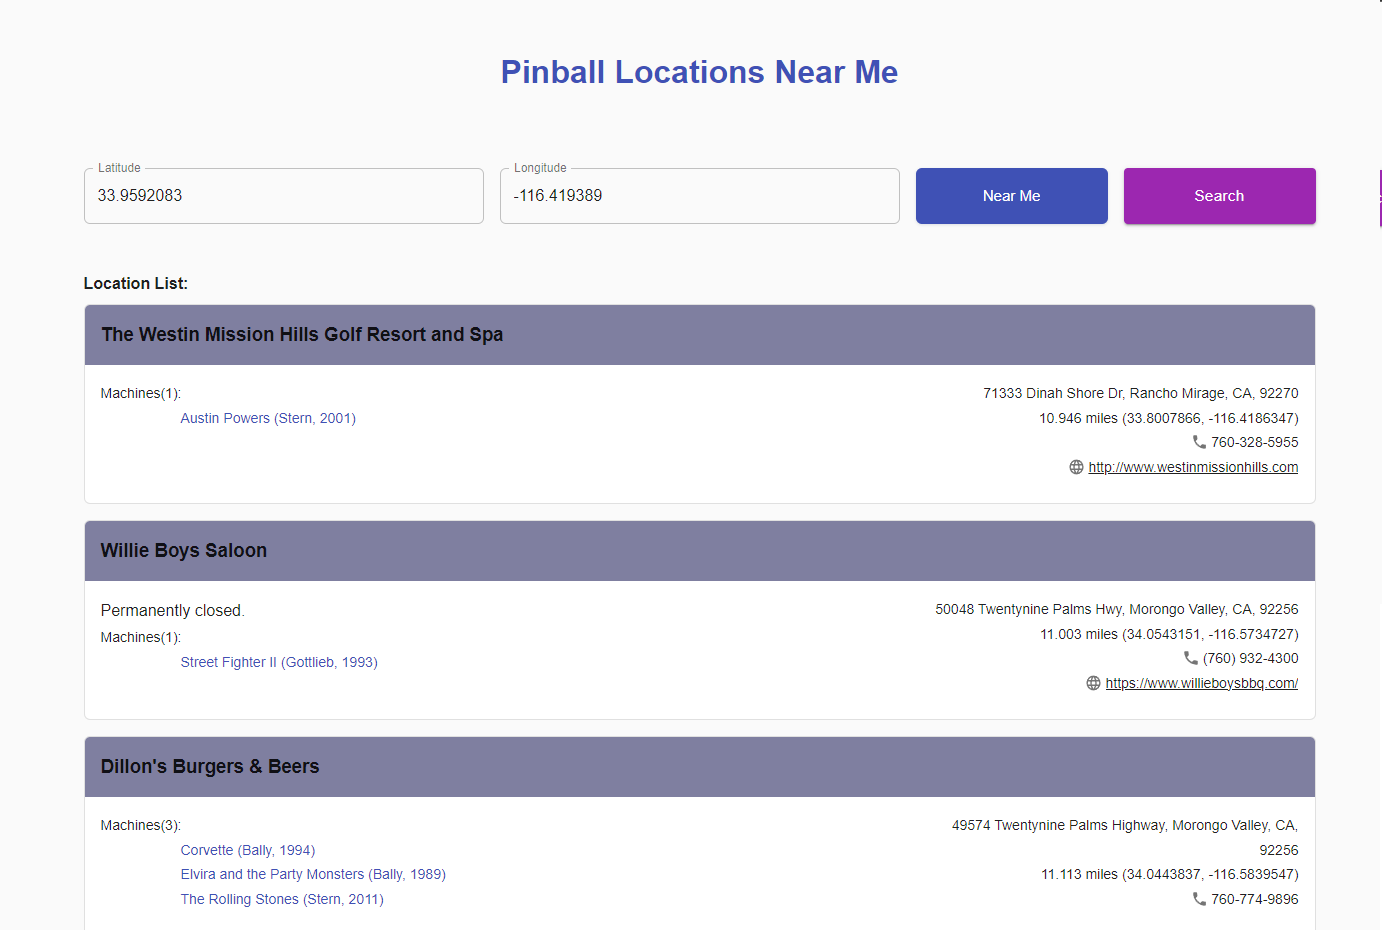 Pinball Locations Near Me
Latitude
33.9592083
Longitude
-116.419389
Near Me
Search
Location List:
The Westin Mission Hills Golf Resort and Spa
Machines(1):
Austin Powers (Stern, 2001)
71333 Dinah Shore Dr, Rancho Mirage, CA, 92270
10.946 miles (33.8007866, -116.4186347)
760-328-5955
http://www.westinmissionhills.com
Willie Boys Saloon
Permanently closed.
Machines(1):
Street Fighter II (Gottlieb, 1993)
50048 Twentynine Palms Hwy, Morongo Valley, CA, 92256
11.003 miles (34.0543151, -116.5734727)
(760) 932-4300
https://www.willieboysbbq.com/
Dillon's Burgers & Beers
Machines(3):
Corvette (Bally, 1994)
Elvira and the Party Monsters (Bally, 1989)
The Rolling Stones (Stern, 2011)
49574 Twentynine Palms Highway, Morongo Valley, CA,
92256
11.113 miles (34.0443837, -116.5839547)
760-774-9896